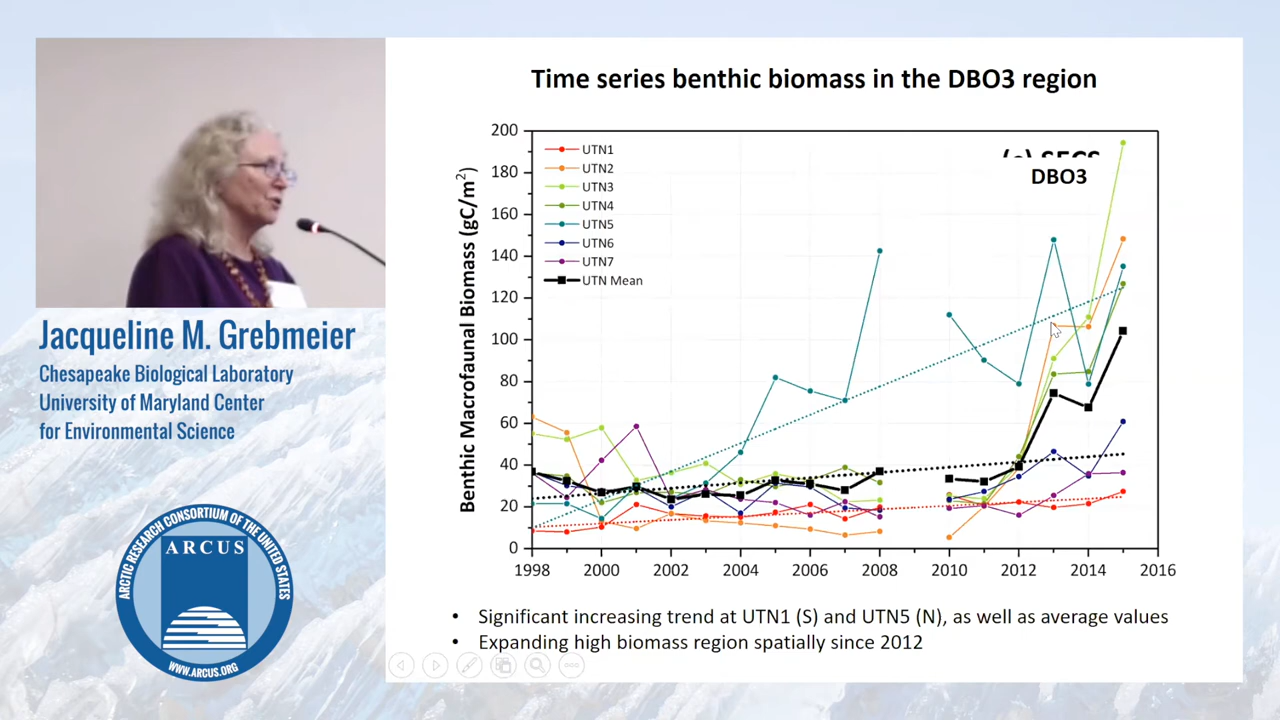 Time series benthic biomass in the DBO3 region
Benthic Macrofaunal Biomass (gC/m²)
200
180
160
140
120
100
80
60
40
20
0
1998
2000
2002
2004
2006
2008
2010
2012
2014
2016
UTN1
UTN2
UTN3
UTN4
UTN5
UTN6
UTN7
UTN Mean
DBO3
• Significant increasing trend at UTN1 (S) and UTN5 (N), as well as average values
• Expanding high biomass region spatially since 2012
Jacqueline M. Grebmeier
Chesapeake Biological Laboratory
University of Maryland Center
for Environmental Science
ARCTIC RESEARCH CONSORTIUM OF THE UNITED STATES
ARCUS
WWW.ARCUS.ORG